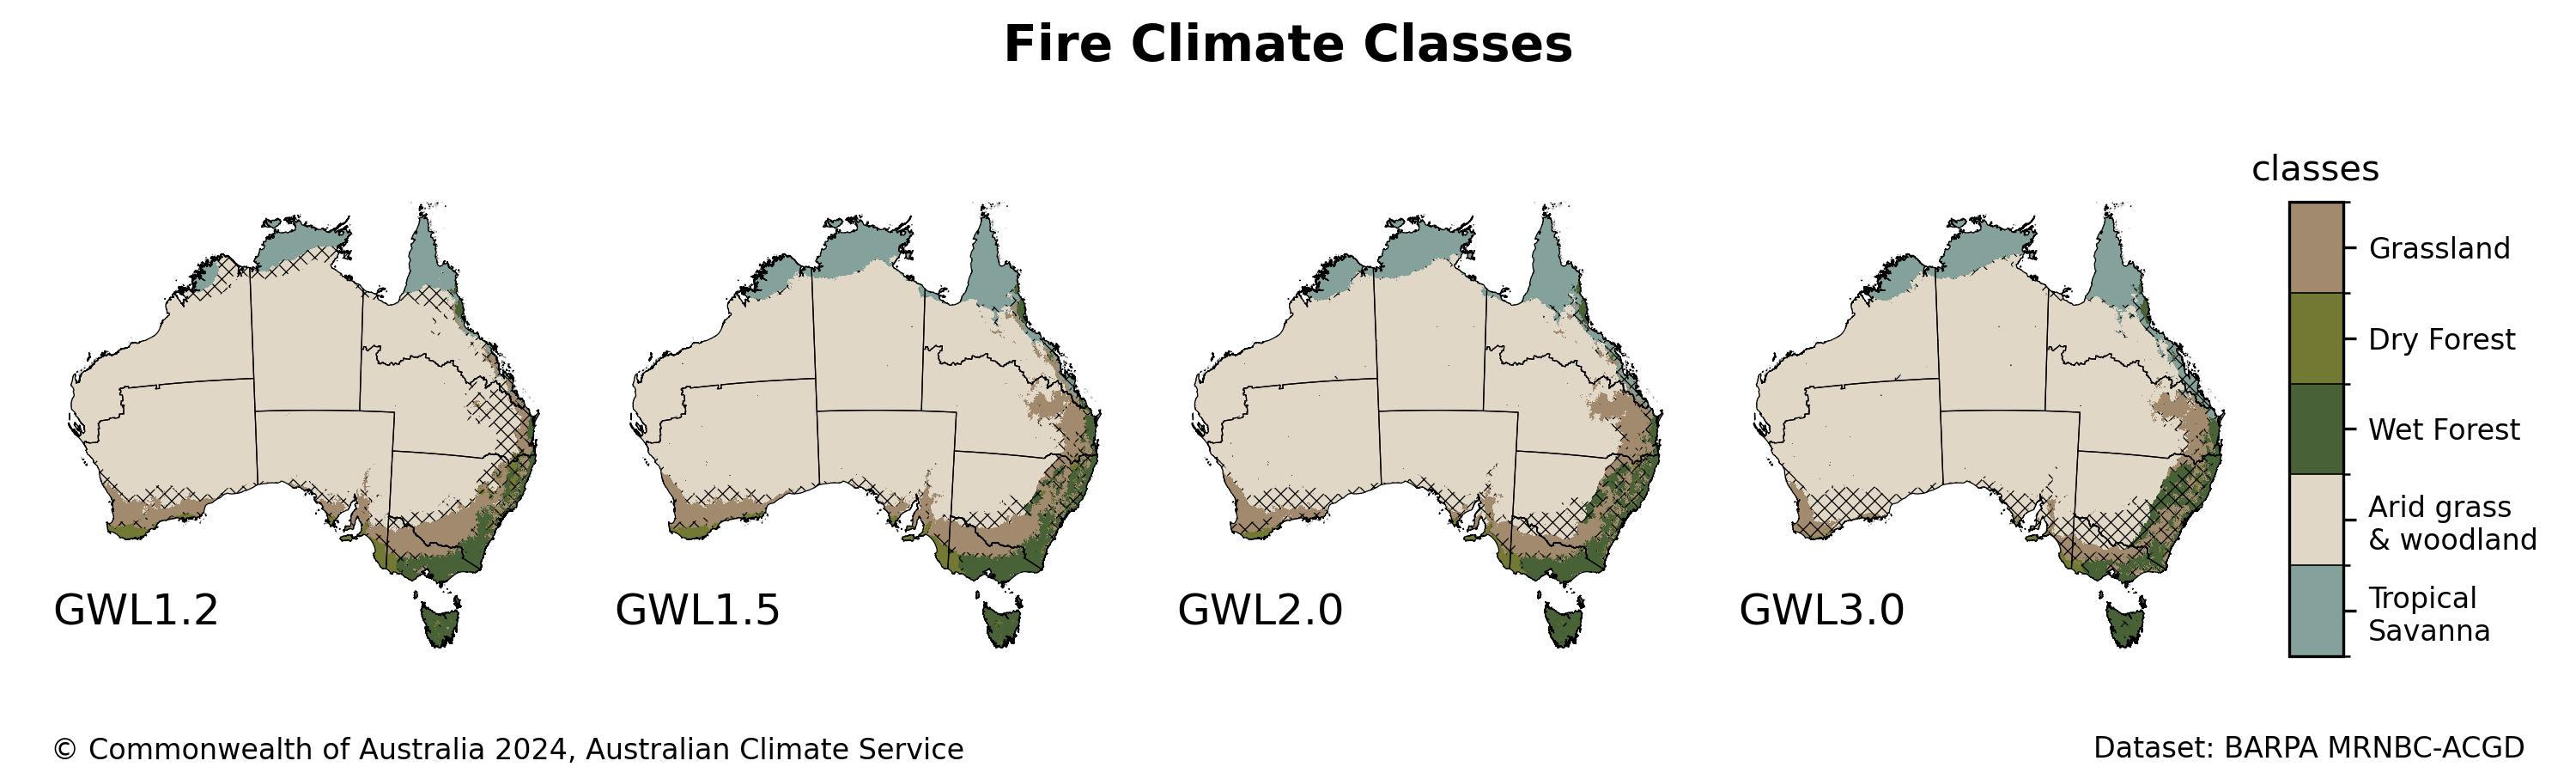 Fire Climate Classes
classes
Grassland
Dry Forest
Wet Forest
Arid grass
& woodland
Tropical
Savanna
GWL1.2
GWL1.5
GWL2.0
GWL3.0
© Commonwealth of Australia 2024, Australian Climate Service
Dataset: BARPA MRNBC-ACGD